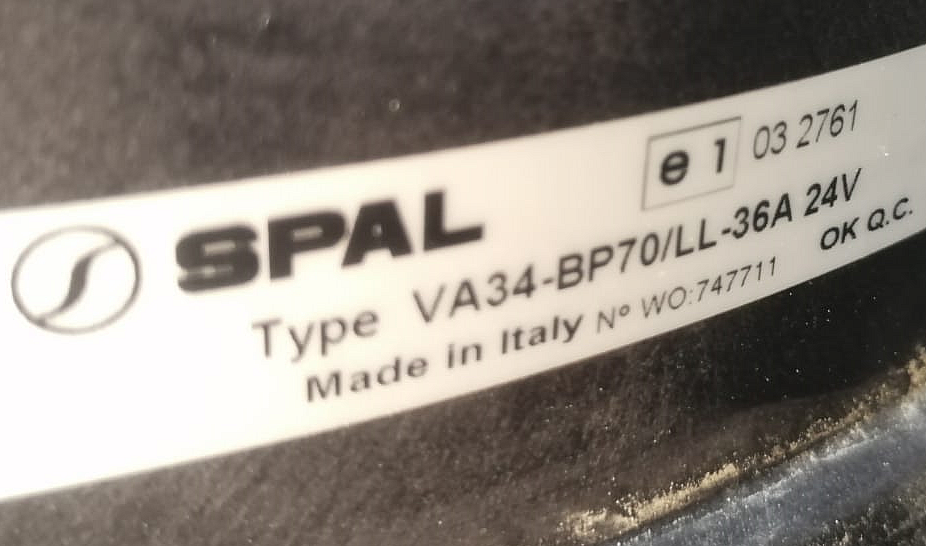 e 1 03 2761
SPAL
Type VA34-BP70/LL-36A 24V
Made in Italy Nº WO:747711 OK Q.C.